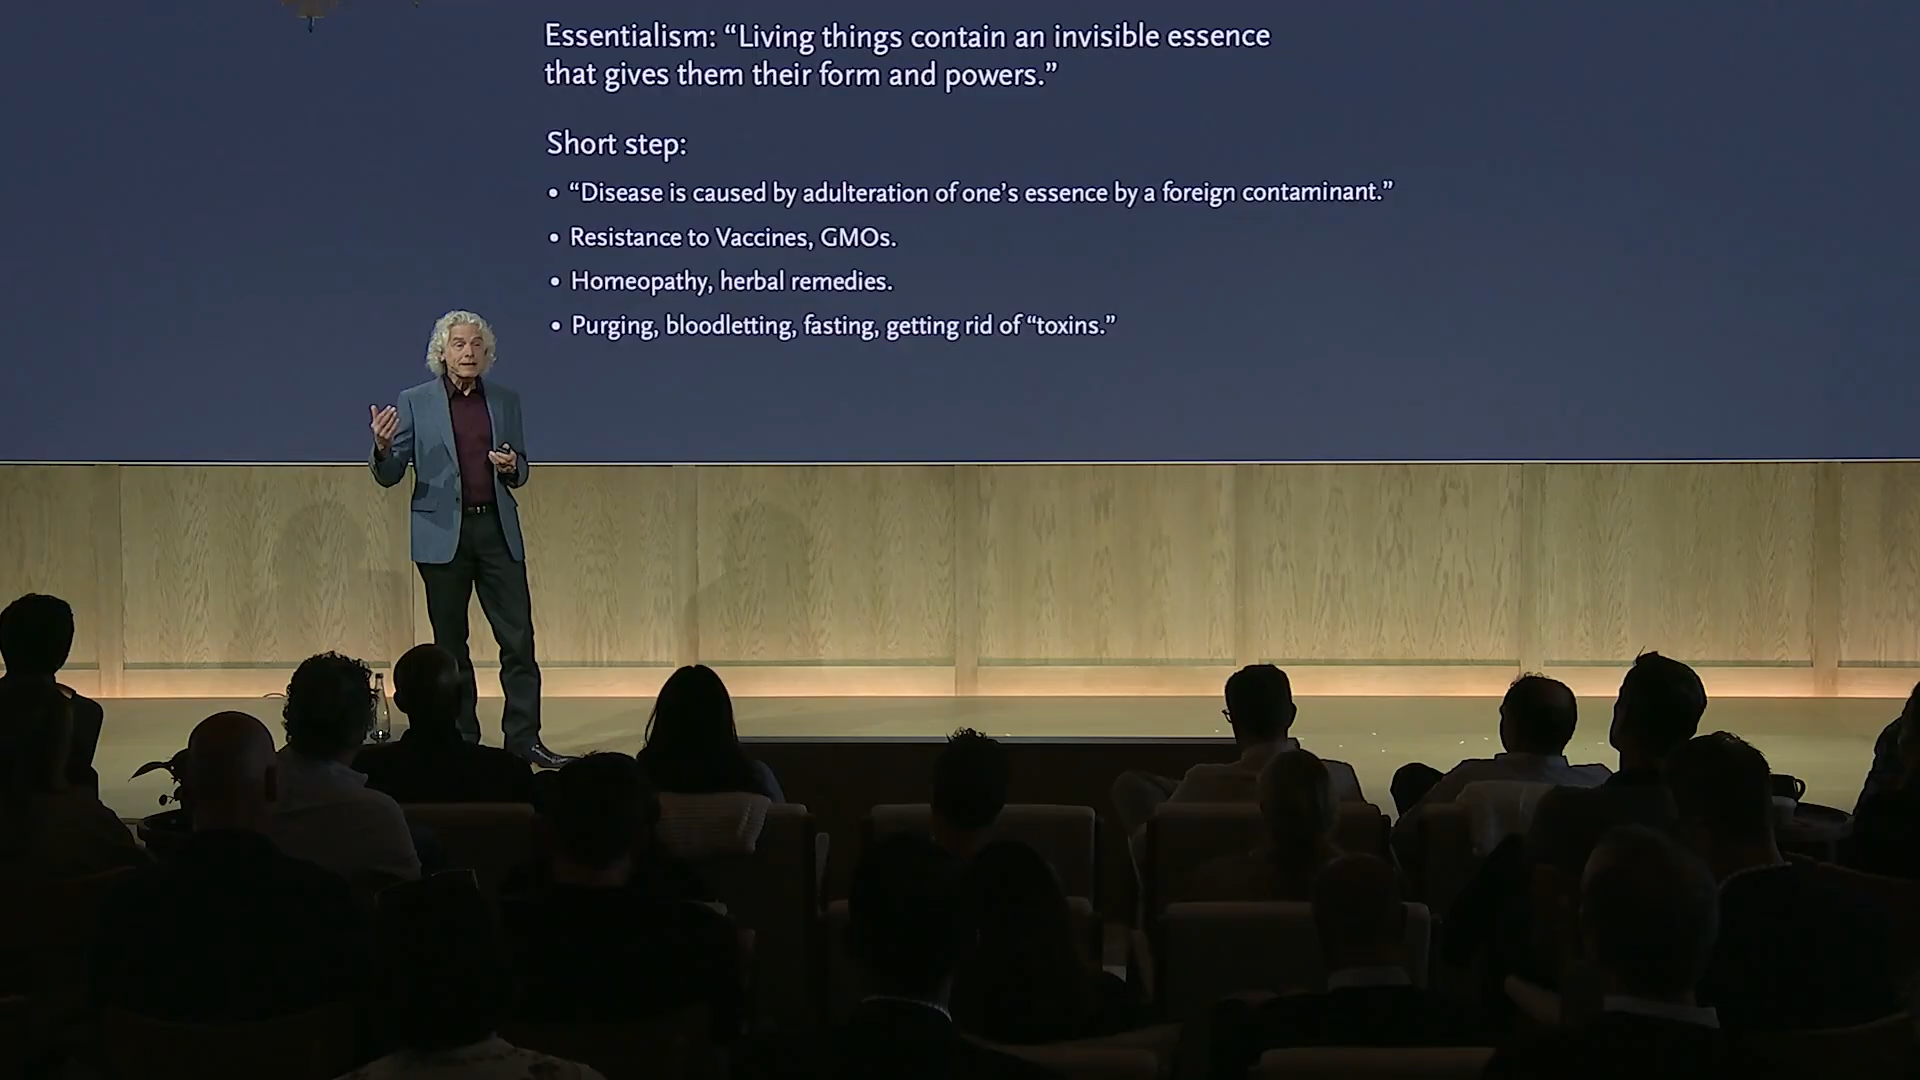 Essentialism: “Living things contain an invisible essence
that gives them their form and powers.”
Short step:
• “Disease is caused by adulteration of one’s essence by a foreign contaminant.”
• Resistance to Vaccines, GMOs.
• Homeopathy, herbal remedies.
• Purging, bloodletting, fasting, getting rid of “toxins.”